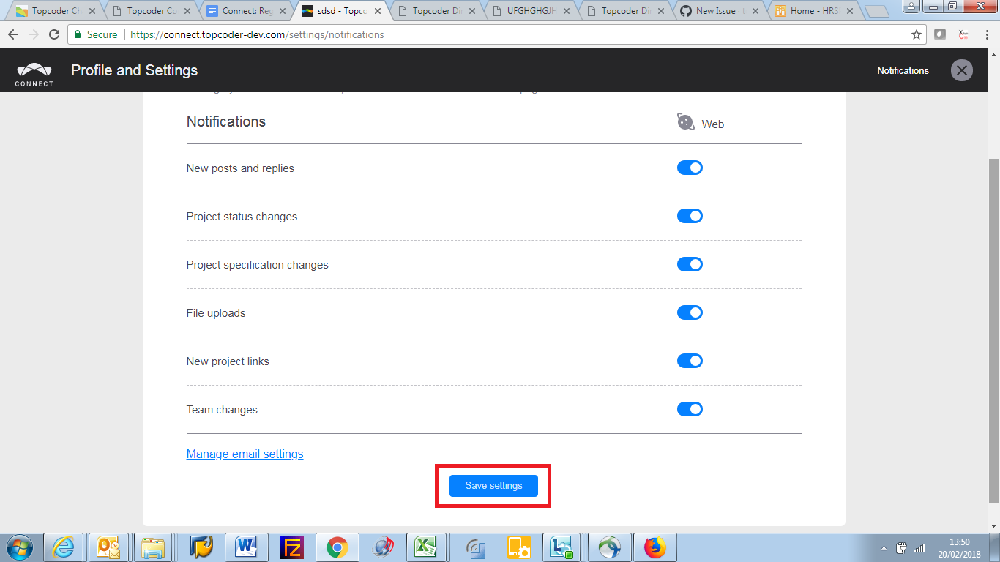 Topcoder Ch
Topcoder Co
Connect: Reg
sdsd - Topco
Topcoder Di
UFGHGHGJH
Topcoder Di
New Issue · t
Home - HRS
Secure
https://connect.topcoder-dev.com/settings/notifications
CONNECT
Profile and Settings
Notifications
Notifications
Web
New posts and replies
Project status changes
Project specification changes
File uploads
New project links
Team changes
Manage email settings
Save settings
13:50
20/02/2018